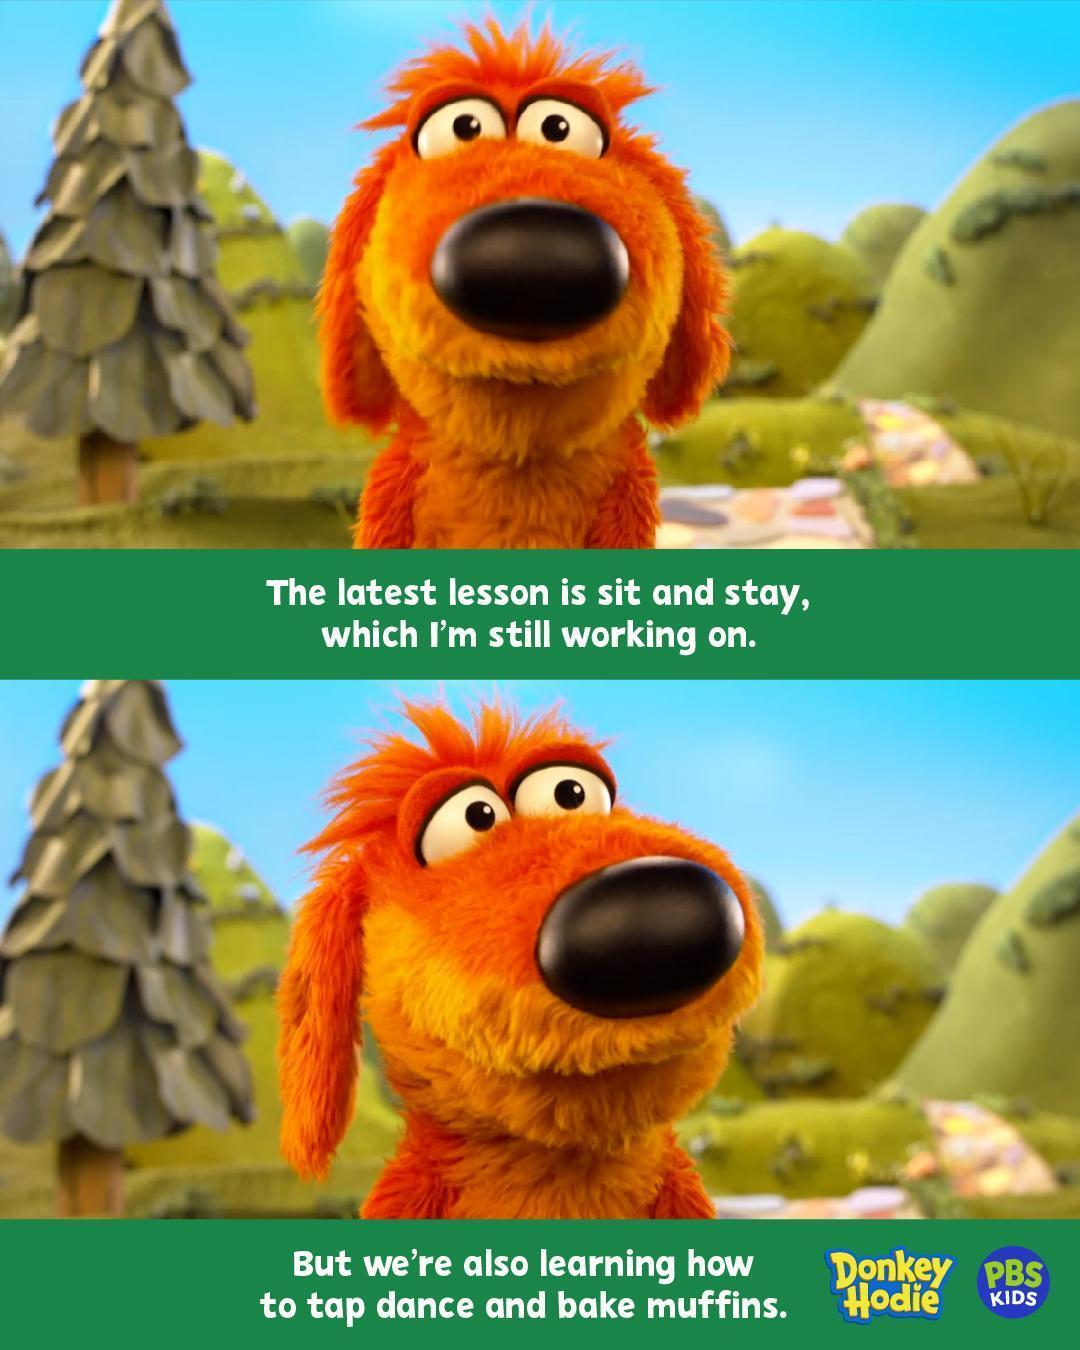 The latest lesson is sit and stay,
which I'm still working on.
But we're also learning how
to tap dance and bake muffins.
Donkey
Hodie
PBS
KIDS